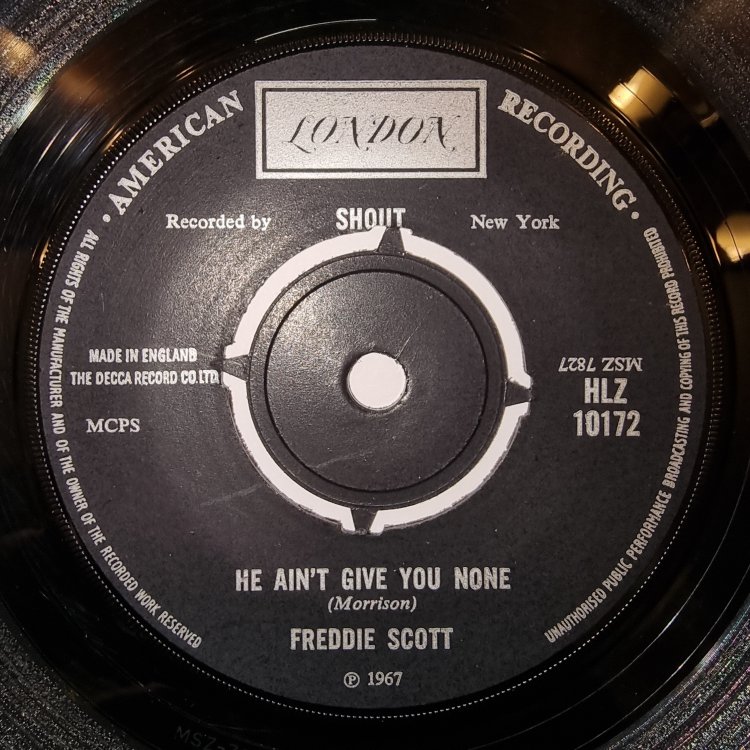 LONDON
· AMERICAN RECORDING ·
Recorded by SHOUT New York
MADE IN ENGLAND
THE DECCA RECORD CO. LTD
MCPS
MSZ 7827
HLZ
10172
HE AIN'T GIVE YOU NONE
(Morrison)
FREDDIE SCOTT
℗ 1967
ALL RIGHTS OF THE MANUFACTURER AND OF THE OWNER OF THE RECORDED WORK RESERVED
UNAUTHORISED PUBLIC PERFORMANCE BROADCASTING AND COPYING OF THIS RECORD PROHIBITED